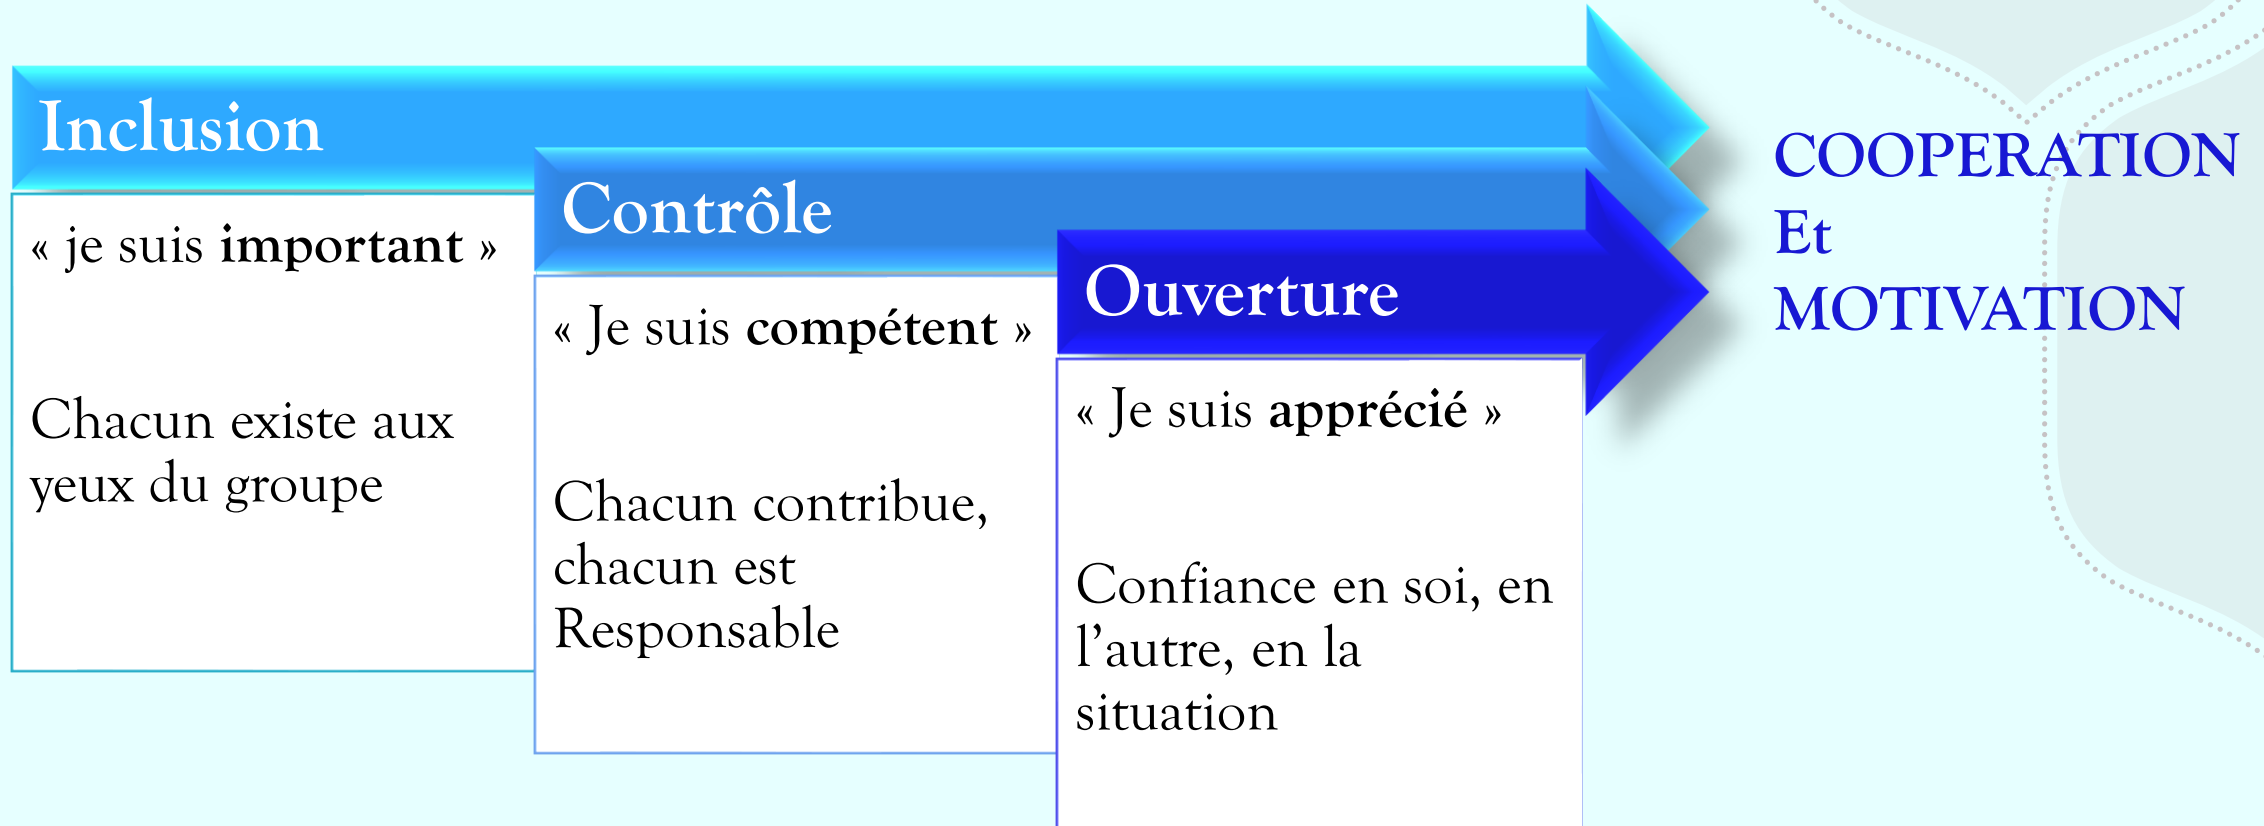 Inclusion
« je suis important »
Chacun existe aux
yeux du groupe
Contrôle
« Je suis compétent »
Chacun contribue,
chacun est
Responsable
Ouverture
« Je suis apprécié »
Confiance en soi, en
l’autre, en la
situation
COOPERATION
Et
MOTIVATION